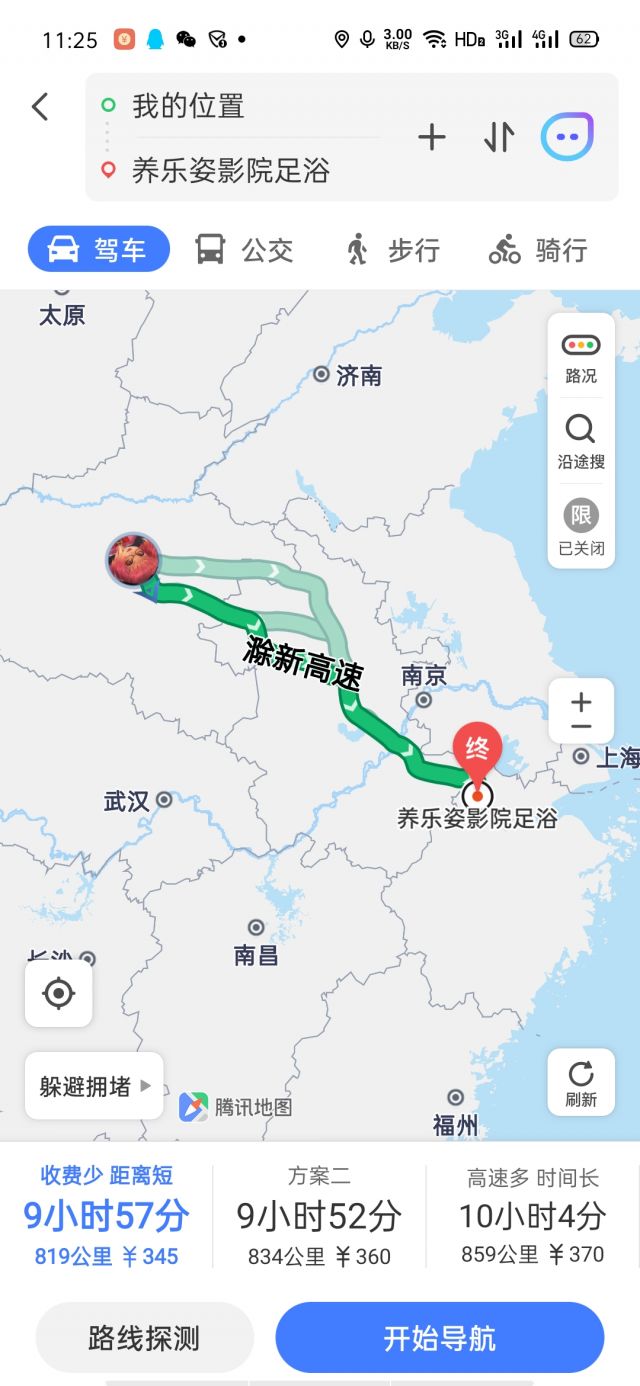 11:25
3.00
KB/S
HD2
3G
4G
62
我的位置
养乐姿影院足浴
驾车
公交
步行
骑行
太原
济南
路况
沿途搜
限
已关闭
滁新高速
南京
终
上海
武汉
养乐姿影院足浴
南昌
长沙
躲避拥堵
腾讯地图
刷新
福州
收费少 距离短
9小时57分
819公里 ¥345
方案二
9小时52分
834公里 ¥360
高速多 时间长
10小时4分
859公里 ¥370
路线探测
开始导航